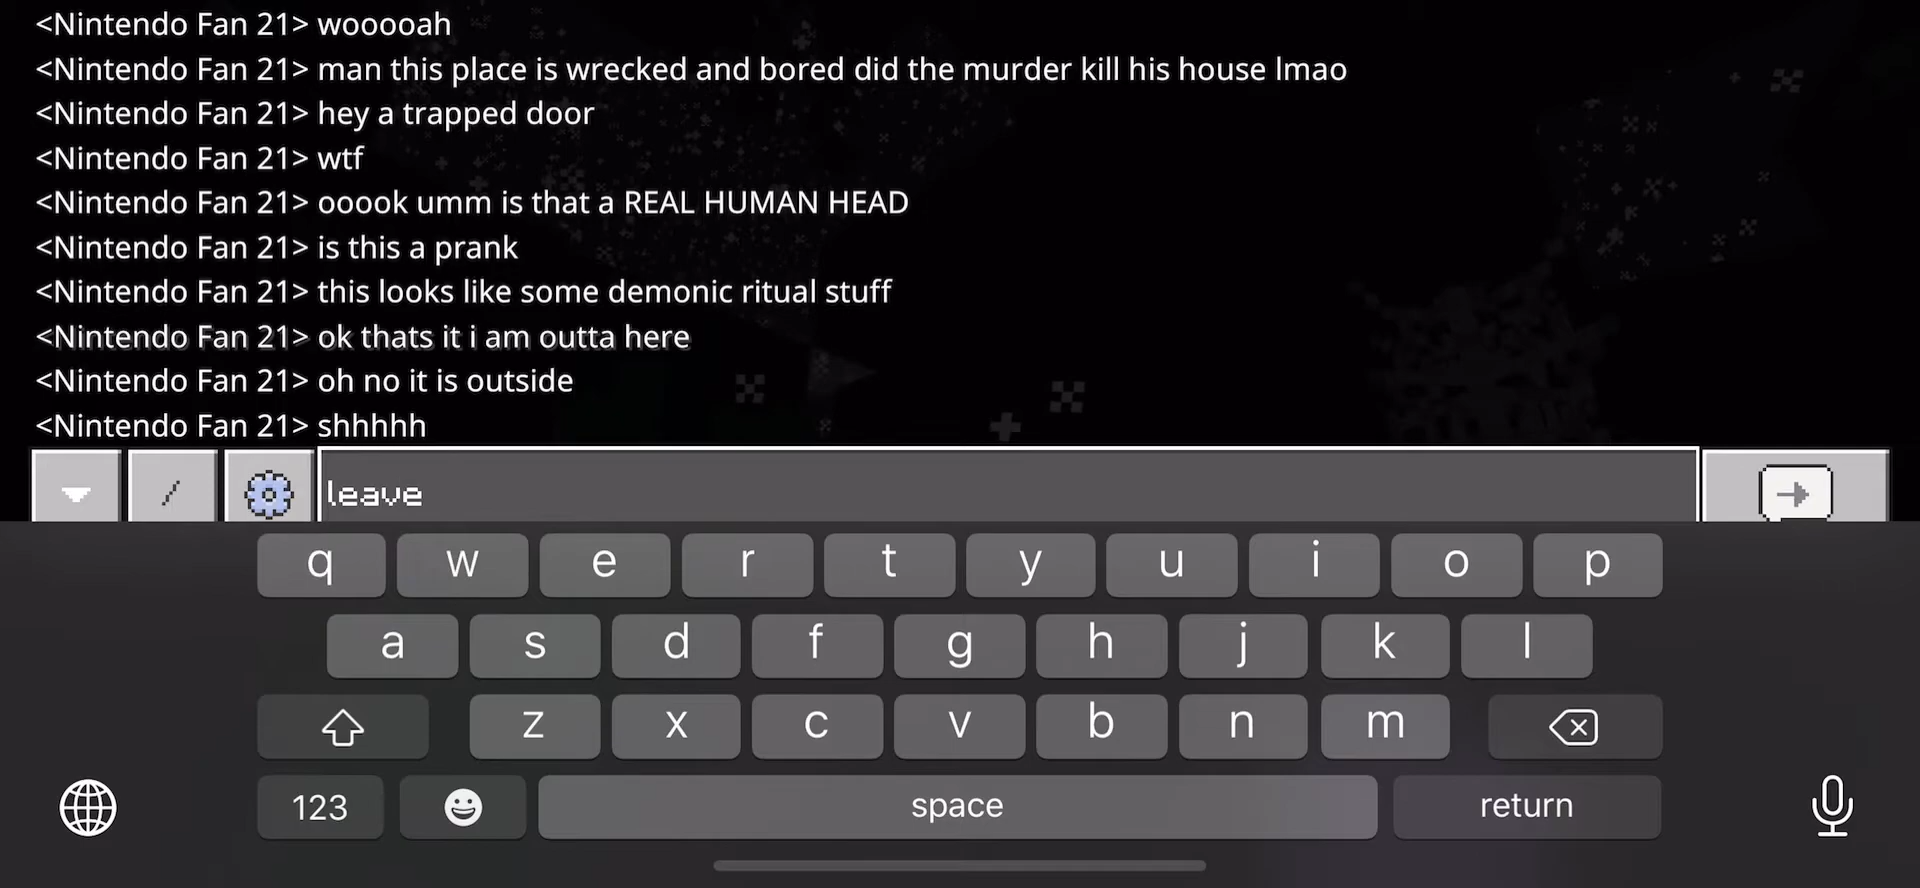 <Nintendo Fan 21> wooooah
<Nintendo Fan 21> man this place is wrecked and bored did the murder kill his house lmao
<Nintendo Fan 21> hey a trapped door
<Nintendo Fan 21> wtf
<Nintendo Fan 21> ooook umm is that a REAL HUMAN HEAD
<Nintendo Fan 21> is this a prank
<Nintendo Fan 21> this looks like some demonic ritual stuff
<Nintendo Fan 21> ok thats it i am outta here
<Nintendo Fan 21> oh no it is outside
<Nintendo Fan 21> shhhhh
/ leave
q w e r t y u i o p
a s d f g h j k l
z x c v b n m
123 space return